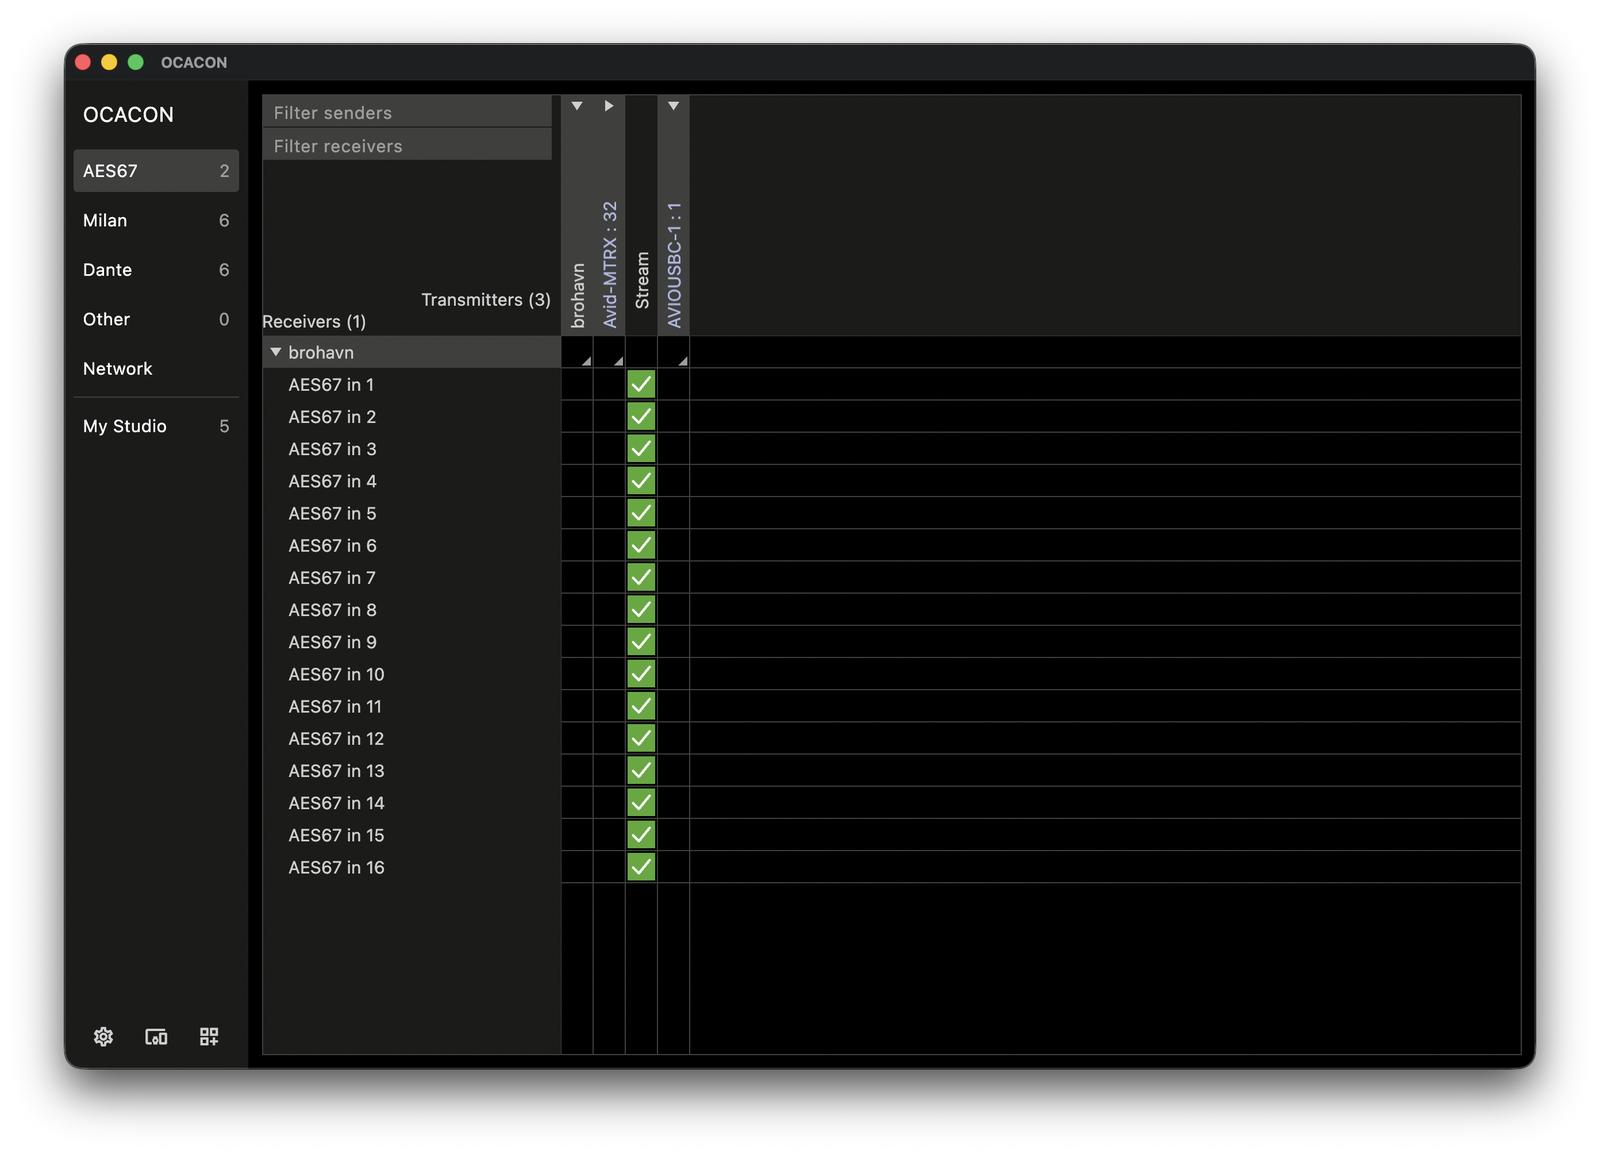 OCACON
OCACON
AES67 2
Milan 6
Dante 6
Other 0
Network
My Studio 5
Filter senders
Filter receivers
Transmitters (3)
Receivers (1)
brohavn
Avid-MTRX : 32
Stream
AVIOUSBC-1 : 1
brohavn
AES67 in 1
AES67 in 2
AES67 in 3
AES67 in 4
AES67 in 5
AES67 in 6
AES67 in 7
AES67 in 8
AES67 in 9
AES67 in 10
AES67 in 11
AES67 in 12
AES67 in 13
AES67 in 14
AES67 in 15
AES67 in 16